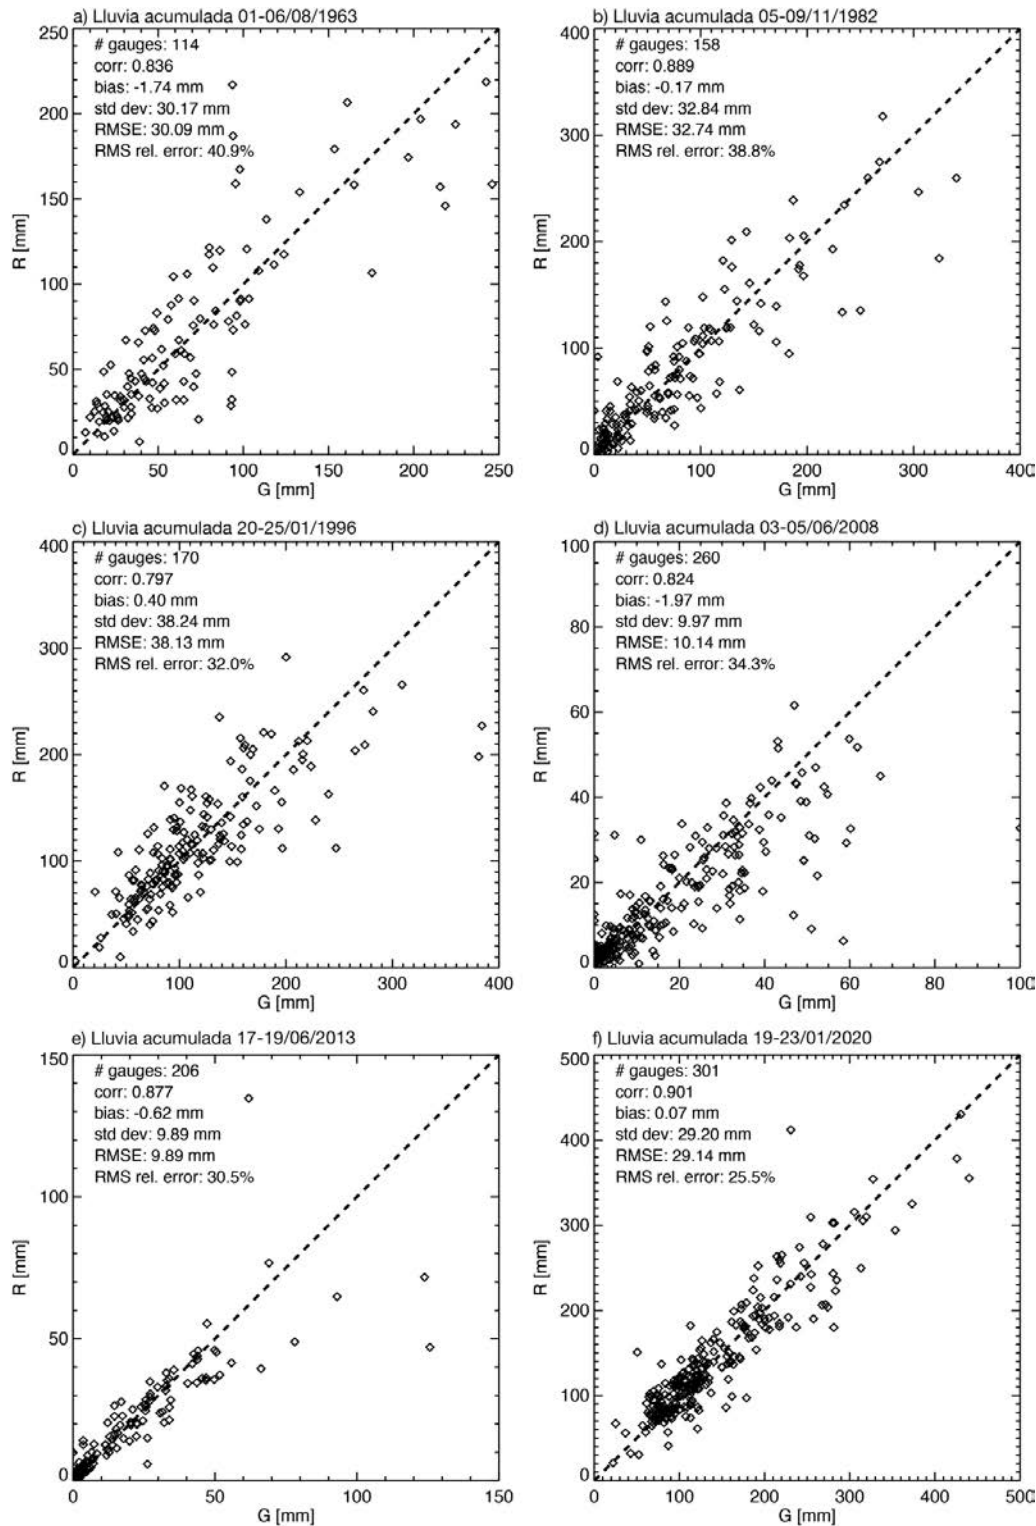 a) Lluvia acumulada 01-06/08/1963
# gauges: 114
corr: 0.836
bias: -1.74 mm
std dev: 30.17 mm
RMSE: 30.09 mm
RMS rel. error: 40.9%
250
200
150
100
50
0
R [mm]
0 50 100 150 200 250
G [mm]
b) Lluvia acumulada 05-09/11/1982
# gauges: 158
corr: 0.889
bias: -0.17 mm
std dev: 32.84 mm
RMSE: 32.74 mm
RMS rel. error: 38.8%
400
300
200
100
0
R [mm]
0 100 200 300 400
G [mm]
c) Lluvia acumulada 20-25/01/1996
# gauges: 170
corr: 0.797
bias: 0.40 mm
std dev: 38.24 mm
RMSE: 38.13 mm
RMS rel. error: 32.0%
400
300
200
100
0
R [mm]
0 100 200 300 400
G [mm]
d) Lluvia acumulada 03-05/06/2008
# gauges: 260
corr: 0.824
bias: -1.97 mm
std dev: 9.97 mm
RMSE: 10.14 mm
RMS rel. error: 34.3%
100
80
60
40
20
0
R [mm]
0 20 40 60 80 100
G [mm]
e) Lluvia acumulada 17-19/06/2013
# gauges: 206
corr: 0.877
bias: -0.62 mm
std dev: 9.89 mm
RMSE: 9.89 mm
RMS rel. error: 30.5%
150
100
50
0
R [mm]
0 50 100 150
G [mm]
f) Lluvia acumulada 19-23/01/2020
# gauges: 301
corr: 0.901
bias: 0.07 mm
std dev: 29.20 mm
RMSE: 29.14 mm
RMS rel. error: 25.5%
500
400
300
200
100
0
R [mm]
0 100 200 300 400 500
G [mm]